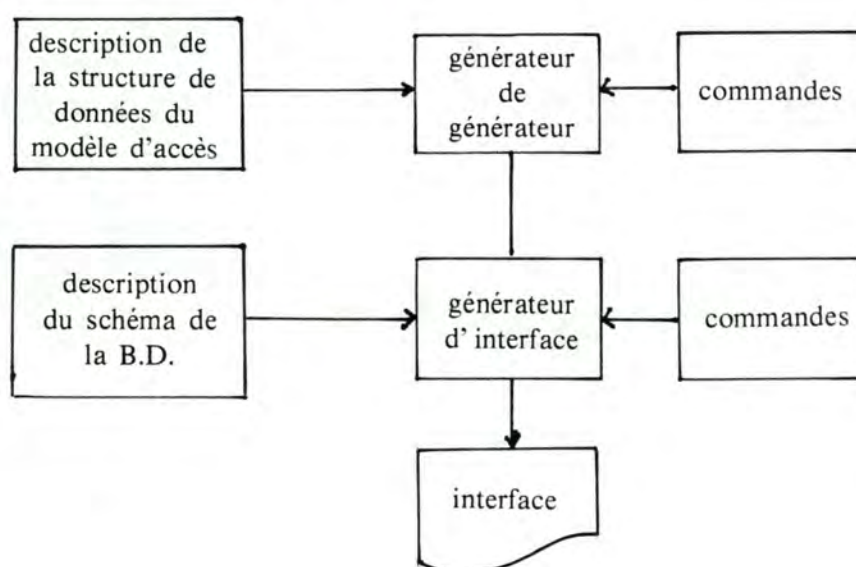 description de
la structure de
données du
modèle d'accès
générateur
de
générateur
commandes
description
du schéma de
la B.D.
générateur
d' interface
commandes
interface